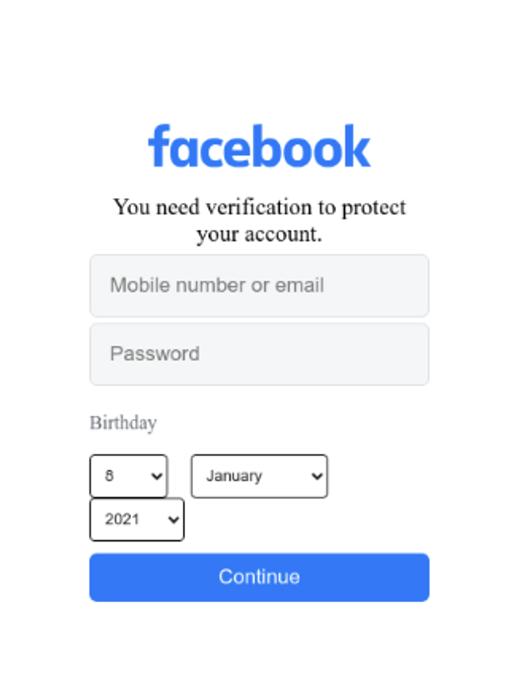 facebook
You need verification to protect
your account.
Mobile number or email
Password
Birthday
8 January
2021
Continue